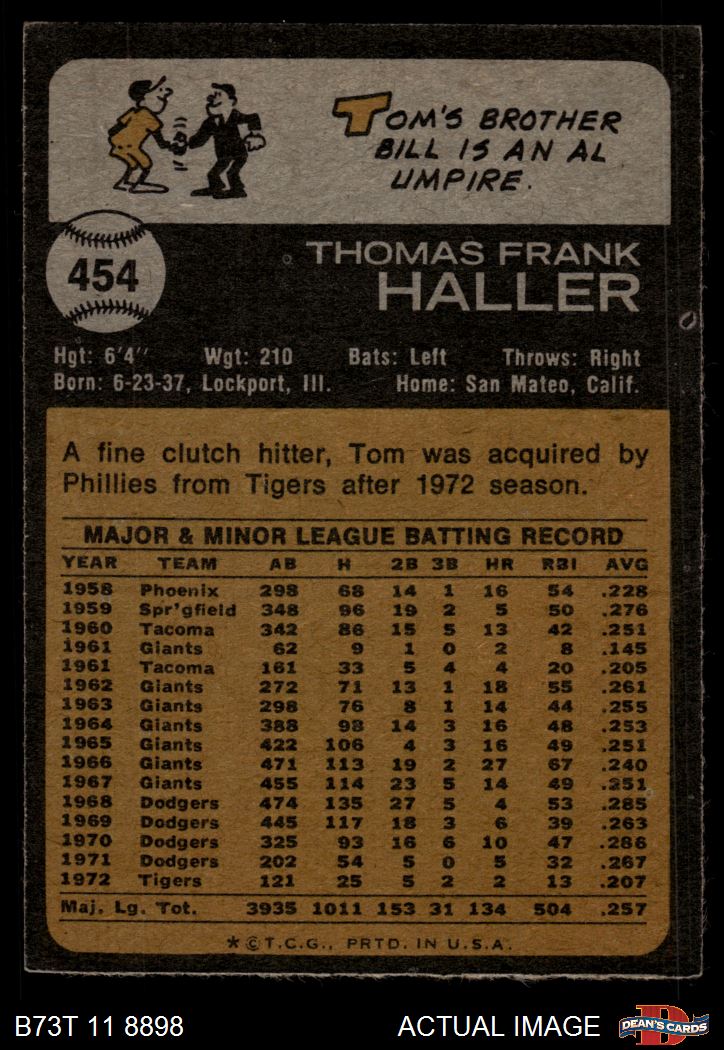 TOM'S BROTHER
BILL IS AN AL
UMPIRE.
454
THOMAS FRANK
HALLER
Hgt: 6'4" Wgt: 210 Bats: Left Throws: Right
Born: 6-23-37, Lockport, Ill. Home: San Mateo, Calif.
A fine clutch hitter, Tom was acquired by
Phillies from Tigers after 1972 season.
MAJOR & MINOR LEAGUE BATTING RECORD
YEAR TEAM AB H 2B 3B HR RBI AVG
1958 Phoenix 298 68 14 1 16 54 .228
1959 Spr'gfield 348 96 19 2 5 50 .276
1960 Tacoma 342 86 15 5 13 42 .251
1961 Giants 62 9 1 0 2 8 .145
1961 Tacoma 161 33 5 4 4 20 .205
1962 Giants 272 71 13 1 18 55 .261
1963 Giants 298 76 8 1 14 44 .255
1964 Giants 388 98 14 3 16 48 .253
1965 Giants 422 106 4 3 16 49 .251
1966 Giants 471 113 19 2 27 67 .240
1967 Giants 455 114 23 5 14 49 .251
1968 Dodgers 474 135 27 5 4 53 .285
1969 Dodgers 445 117 18 3 6 39 .263
1970 Dodgers 325 93 16 6 10 47 .286
1971 Dodgers 202 54 5 0 5 32 .267
1972 Tigers 121 25 5 2 2 13 .207
Maj. Lg. Tot. 3935 1011 153 31 134 504 .257
*©T.C.G., PRTD. IN U.S.A.
B73T 11 8898 ACTUAL IMAGE
D
DEAN'S CARDS